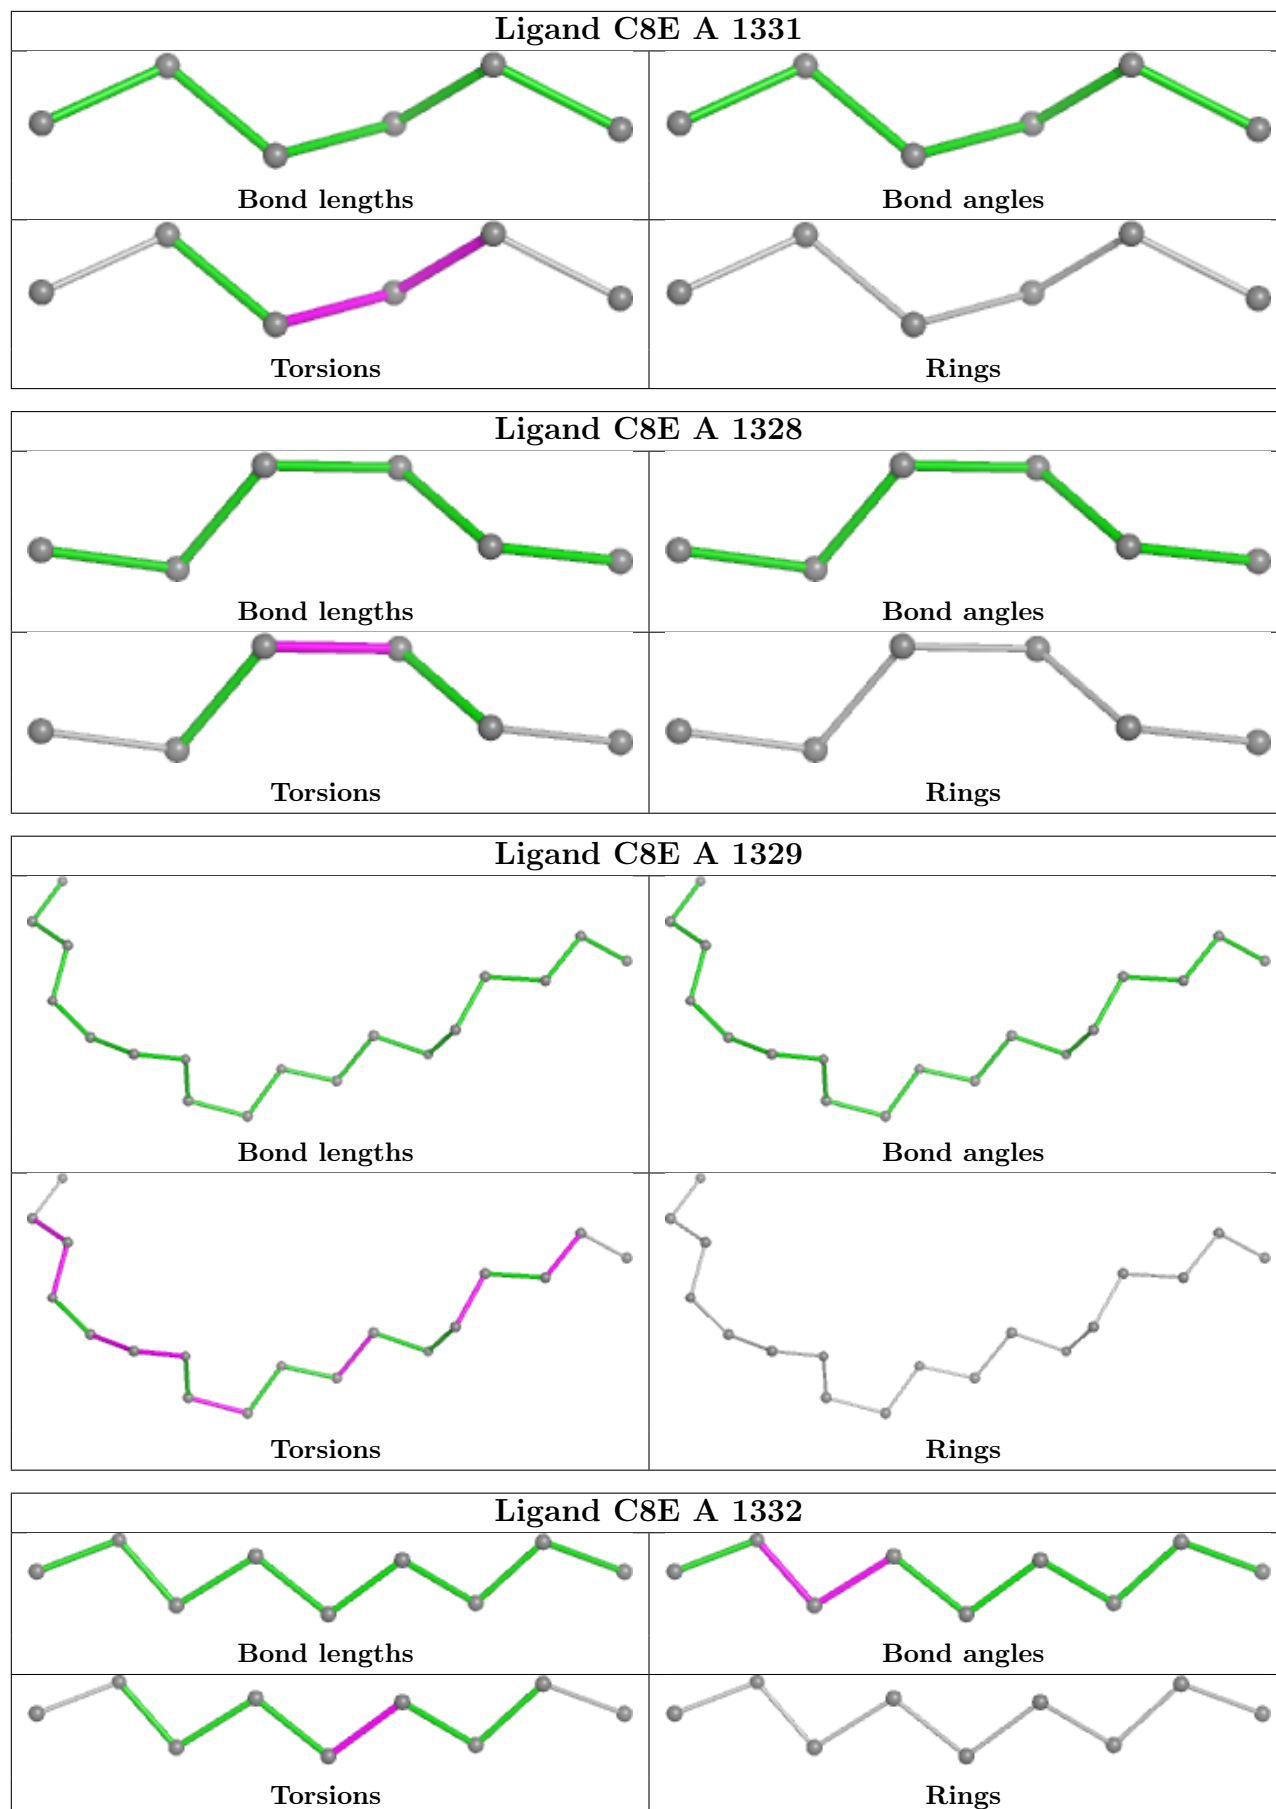 Ligand C8E A 1331
Bond lengths
Bond angles
Torsions
Rings
Ligand C8E A 1328
Bond lengths
Bond angles
Torsions
Rings
Ligand C8E A 1329
Bond lengths
Bond angles
Torsions
Rings
Ligand C8E A 1332
Bond lengths
Bond angles
Torsions
Rings